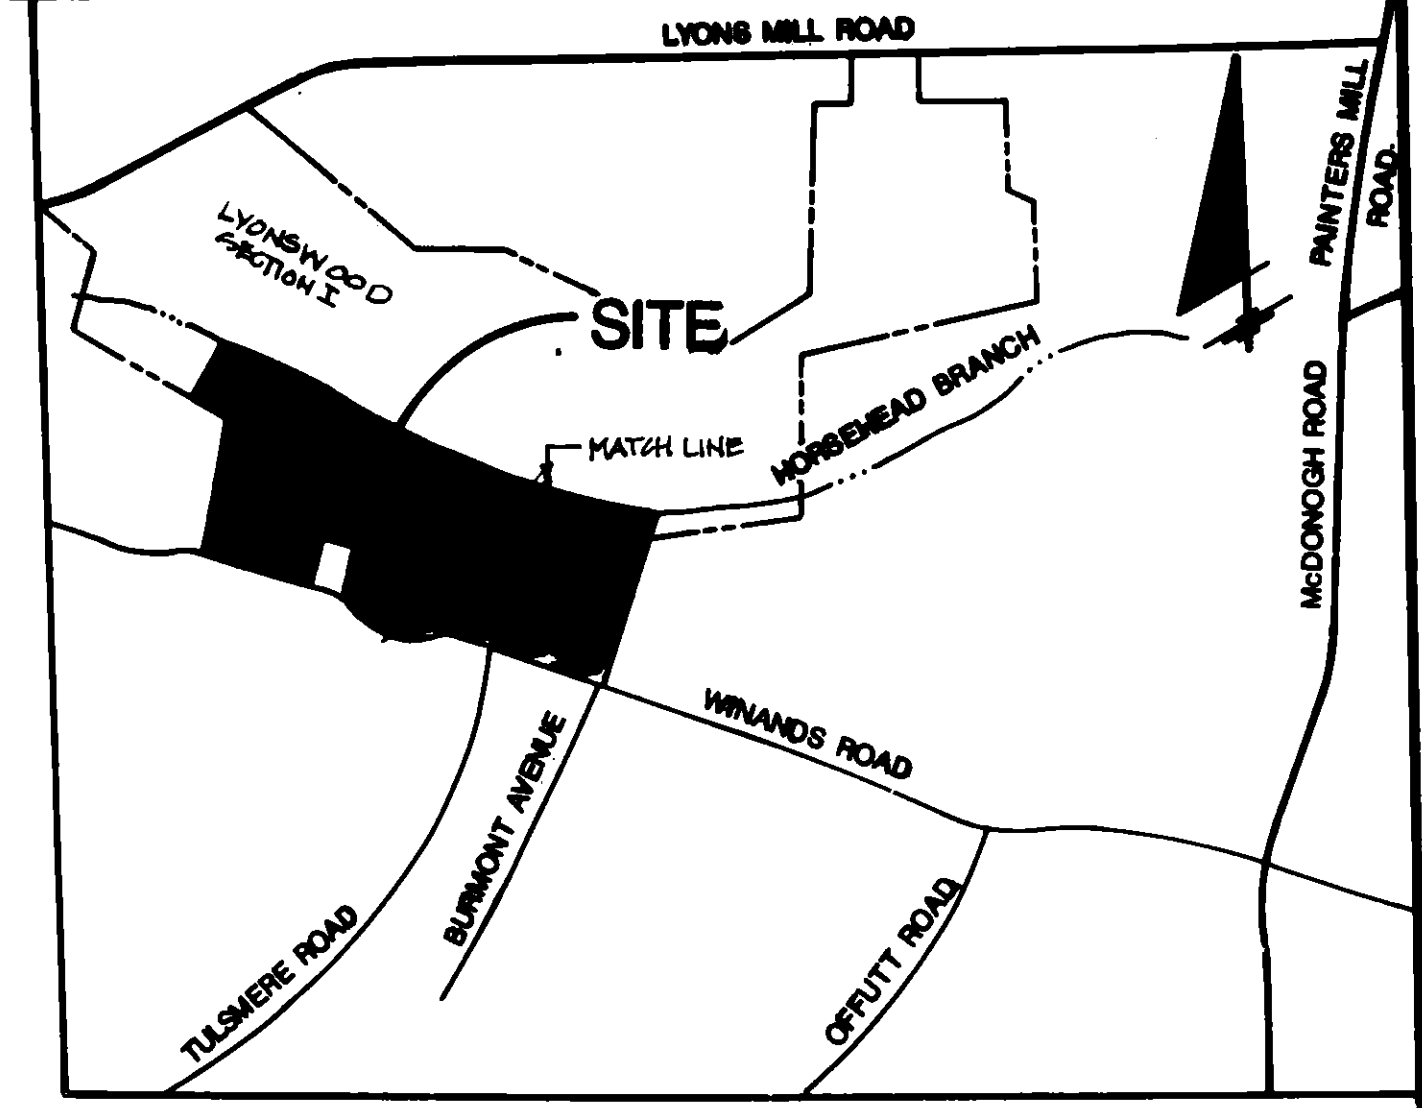 LYONS MILL ROAD
PAINTERS MILL
ROAD.
LYONSWOOD
SECTION I
SITE
HORSEHEAD BRANCH
MATCH LINE
McDONOGH ROAD
WINANDS ROAD
BURMONT AVENUE
TULSMERE ROAD
OFFUTT ROAD